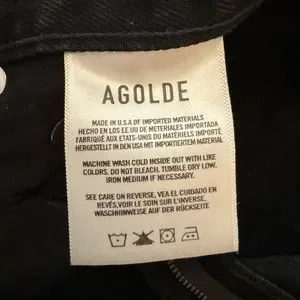 AGOLDE
MADE IN U.S.A OF IMPORTED MATERIALS
HECHO EN LOS EE.UU DE METERIALES IMPORTADA
FABRIQUÉ AUX ETATS-UNIS DU MATÉRIELS IMPORTÉ
HERGESTELLT IN DEN USA MIT IMPORTIERTEM MATERIAL
MACHINE WASH COLD INSIDE OUT WITH LIKE
COLORS, DO NOT BLEACH. TUMBLE DRY LOW.
IRON MEDIUM IF NECESSARY.
SEE CARE ON REVERSE, VEA EL CUIDADO EN
REVÉS, VOIR LE SOIN SUR L'INVERSE,
WASCHHINWEISE AUF DER RÜCKSEITE